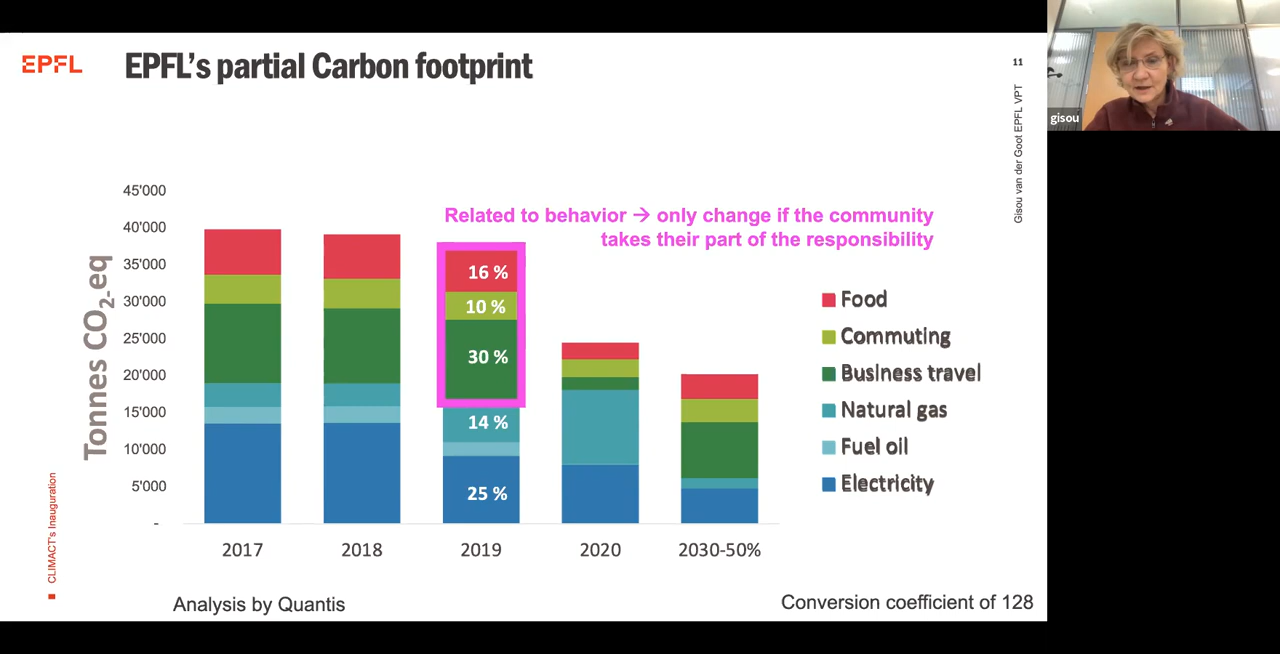 EPFL
EPFL's partial Carbon footprint
11
Gisou van der Goot EPFL VPT
gisou
45'000
40'000
35'000
30'000
25'000
20'000
15'000
10'000
5'000
-
Tonnes CO2-eq
Related to behavior → only change if the community
takes their part of the responsibility
16 %
10 %
30 %
14 %
25 %
Food
Commuting
Business travel
Natural gas
Fuel oil
Electricity
2017
2018
2019
2020
2030-50%
CLIMACT's Inauguration
Analysis by Quantis
Conversion coefficient of 128